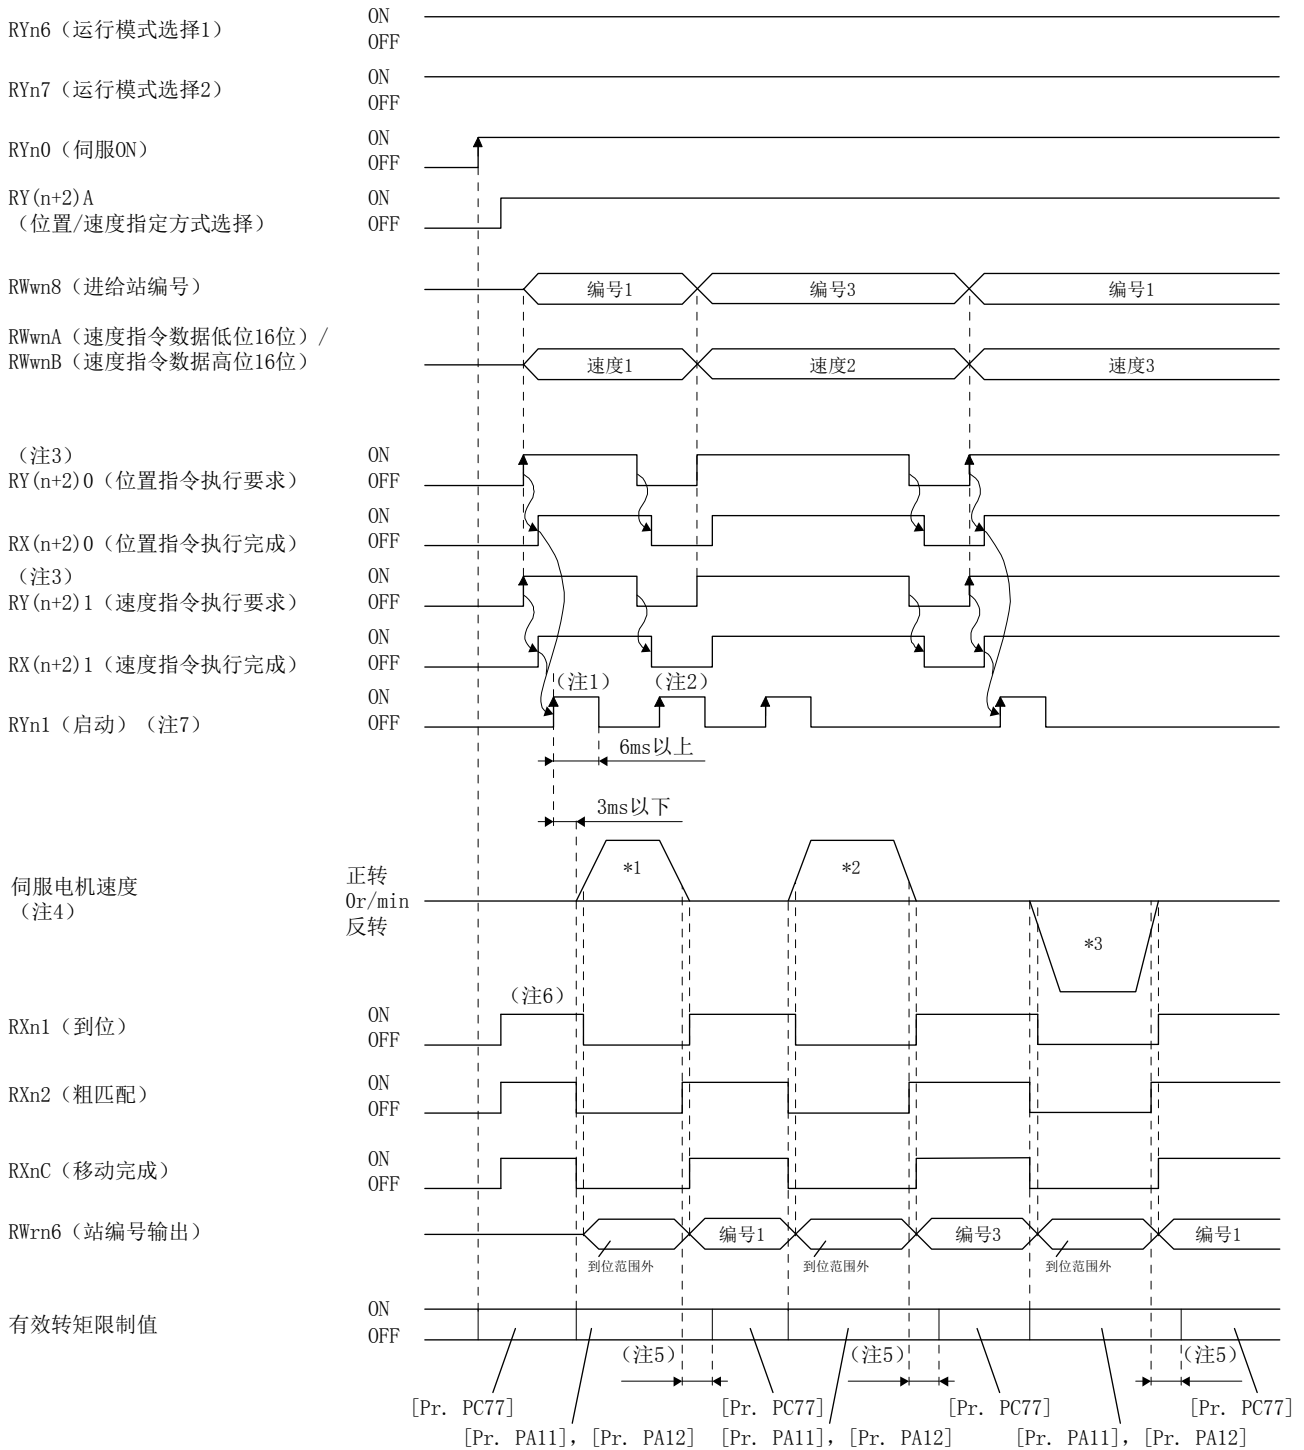 RYn6（运行模式选择1）
ON
OFF
RYn7（运行模式选择2）
ON
OFF
RYn0（伺服ON）
ON
OFF
RY(n+2)A
（位置/速度指定方式选择）
ON
OFF
RWwn8（进给站编号）
编号1
编号3
编号1
RWwnA（速度指令数据低位16位）/
RWwnB（速度指令数据高位16位）
速度1
速度2
速度3
（注3）
RY(n+2)0（位置指令执行要求）
ON
OFF
RX(n+2)0（位置指令执行完成）
ON
OFF
（注3）
RY(n+2)1（速度指令执行要求）
ON
OFF
RX(n+2)1（速度指令执行完成）
ON
OFF
（注1）
（注2）
RYn1（启动）（注7）
ON
OFF
6ms以上
3ms以下
伺服电机速度
（注4）
正转
0r/min
反转
*1
*2
*3
（注6）
RXn1（到位）
ON
OFF
RXn2（粗匹配）
ON
OFF
RXnC（移动完成）
ON
OFF
RWrn6（站编号输出）
编号1
编号3
编号1
到位范围外
到位范围外
到位范围外
有效转矩限制值
ON
OFF
（注5）
（注5）
（注5）
[Pr. PC77]
[Pr. PC77]
[Pr. PC77]
[Pr. PC77]
[Pr. PA11], [Pr. PA12]
[Pr. PA11], [Pr. PA12]
[Pr. PA11], [Pr. PA12]